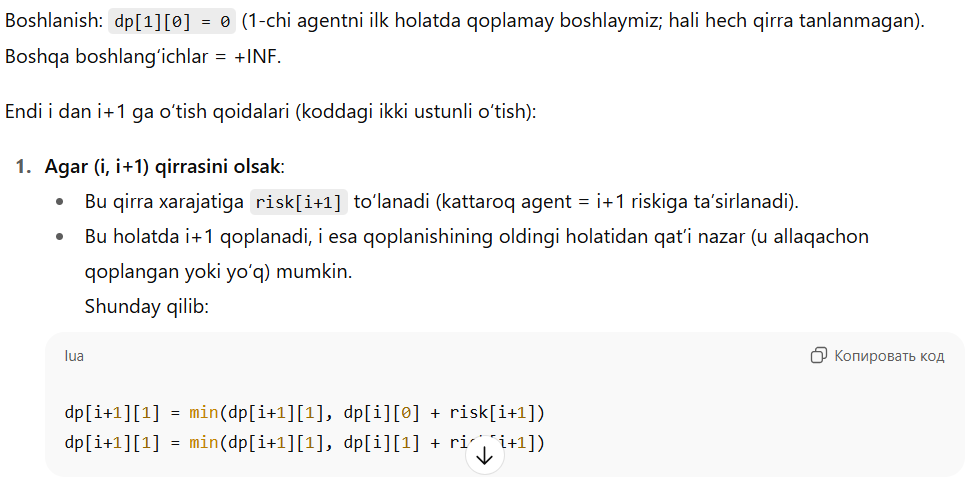 Boshlanish: dp[1][0] = 0 (1-chi agentni ilk holatda qoplamay boshlaymiz; hali hech qirra tanlanmagan).
Boshqa boshlang‘ichlar = +INF.
Endi i dan i+1 ga o‘tish qoidalari (koddagi ikki ustunli o‘tish):
1. Agar (i, i+1) qirrasini olsak:
• Bu qirra xarajatiga risk[i+1] to‘lanadi (kattaroq agent = i+1 riskiga ta’sirlanadi).
• Bu holatda i+1 qoplanadi, i esa qoplanishining oldingi holatidan qat’i nazar (u allaqachon
qoplangan yoki yo‘q) mumkin.
Shunday qilib:
lua
Копировать код
dp[i+1][1] = min(dp[i+1][1], dp[i][0] + risk[i+1])
dp[i+1][1] = min(dp[i+1][1], dp[i][1] + risk[i+1])